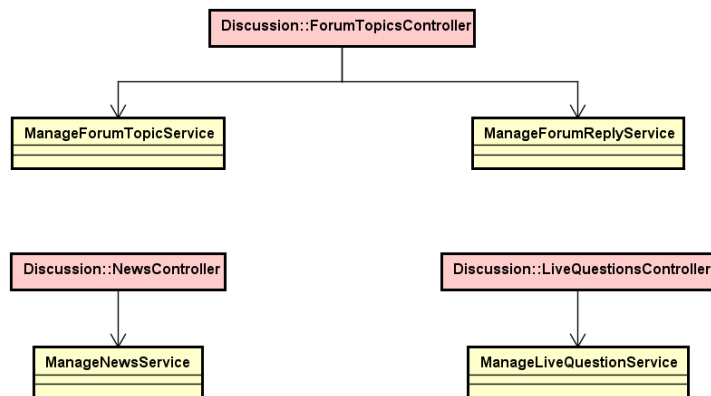 Discussion::ForumTopicsController
ManageForumTopicService
ManageForumReplyService
Discussion::NewsController
Discussion::LiveQuestionsController
ManageNewsService
ManageLiveQuestionService